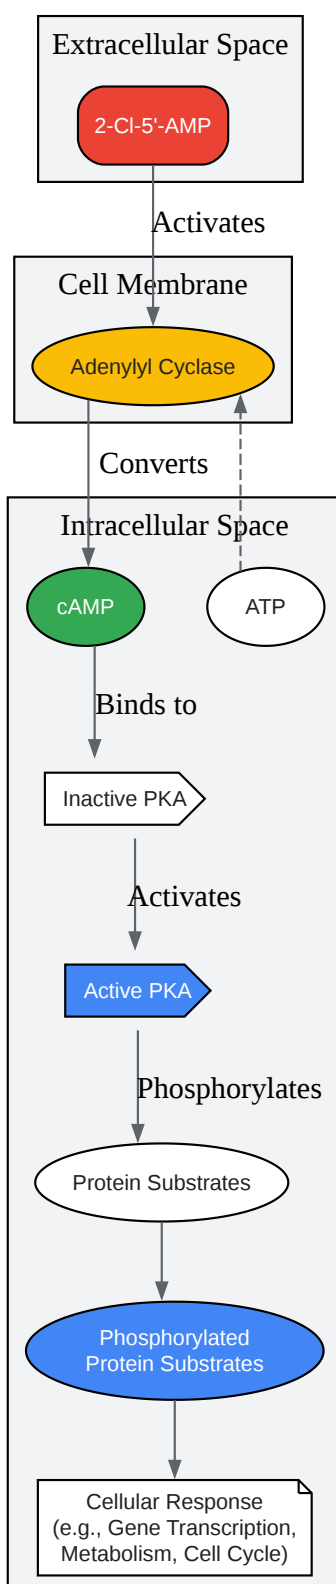 Extracellular Space
2-Cl-5'-AMP
Activates
Cell Membrane
Adenylyl Cyclase
Converts
Intracellular Space
cAMP
ATP
Binds to
Inactive PKA
Activates
Active PKA
Phosphorylates
Protein Substrates
Phosphorylated
Protein Substrates
Cellular Response
(e.g., Gene Transcription,
Metabolism, Cell Cycle)